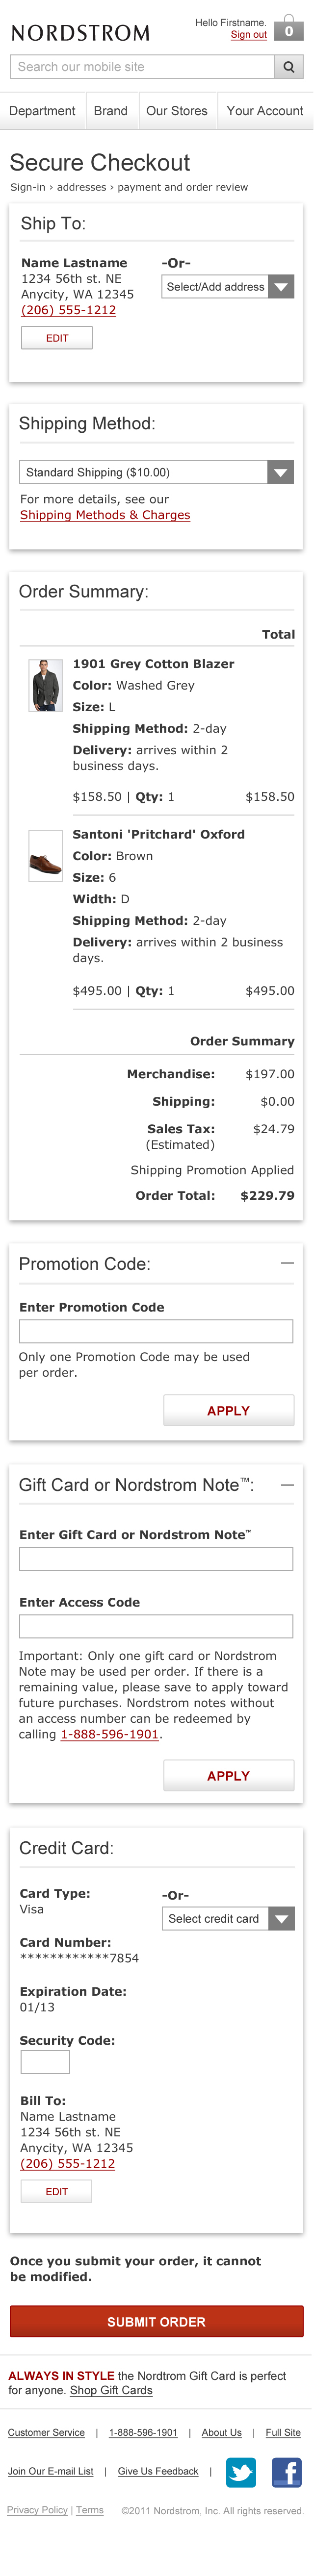 NORDSTROM
Hello Firstname.
Sign out
0
Search our mobile site
Department
Brand
Our Stores
Your Account
Secure Checkout
Sign-in › addresses › payment and order review
Ship To:
Name Lastname
1234 56th st. NE
Anycity, WA 12345
(206) 555-1212
EDIT
-Or-
Select/Add address
Shipping Method:
Standard Shipping ($10.00)
For more details, see our
Shipping Methods & Charges
Order Summary:
Total
1901 Grey Cotton Blazer
Color: Washed Grey
Size: L
Shipping Method: 2-day
Delivery: arrives within 2
business days.
$158.50 | Qty: 1 $158.50
Santoni 'Pritchard' Oxford
Color: Brown
Size: 6
Width: D
Shipping Method: 2-day
Delivery: arrives within 2 business
days.
$495.00 | Qty: 1 $495.00
Order Summary
Merchandise: $197.00
Shipping: $0.00
Sales Tax: $24.79
(Estimated)
Shipping Promotion Applied
Order Total: $229.79
Promotion Code: —
Enter Promotion Code
Only one Promotion Code may be used
per order.
APPLY
Gift Card or Nordstrom Note™: —
Enter Gift Card or Nordstrom Note™
Enter Access Code
Important: Only one gift card or Nordstrom
Note may be used per order. If there is a
remaining value, please save to apply toward
future purchases. Nordstrom notes without
an access number can be redeemed by
calling 1-888-596-1901.
APPLY
Credit Card:
Card Type:
Visa
-Or-
Select credit card
Card Number:
************7854
Expiration Date:
01/13
Security Code:
Bill To:
Name Lastname
1234 56th st. NE
Anycity, WA 12345
(206) 555-1212
EDIT
Once you submit your order, it cannot
be modified.
SUBMIT ORDER
ALWAYS IN STYLE the Nordtrom Gift Card is perfect
for anyone. Shop Gift Cards
Customer Service | 1-888-596-1901 | About Us | Full Site
Join Our E-mail List | Give Us Feedback |
Privacy Policy | Terms ©2011 Nordstrom, Inc. All rights reserved.